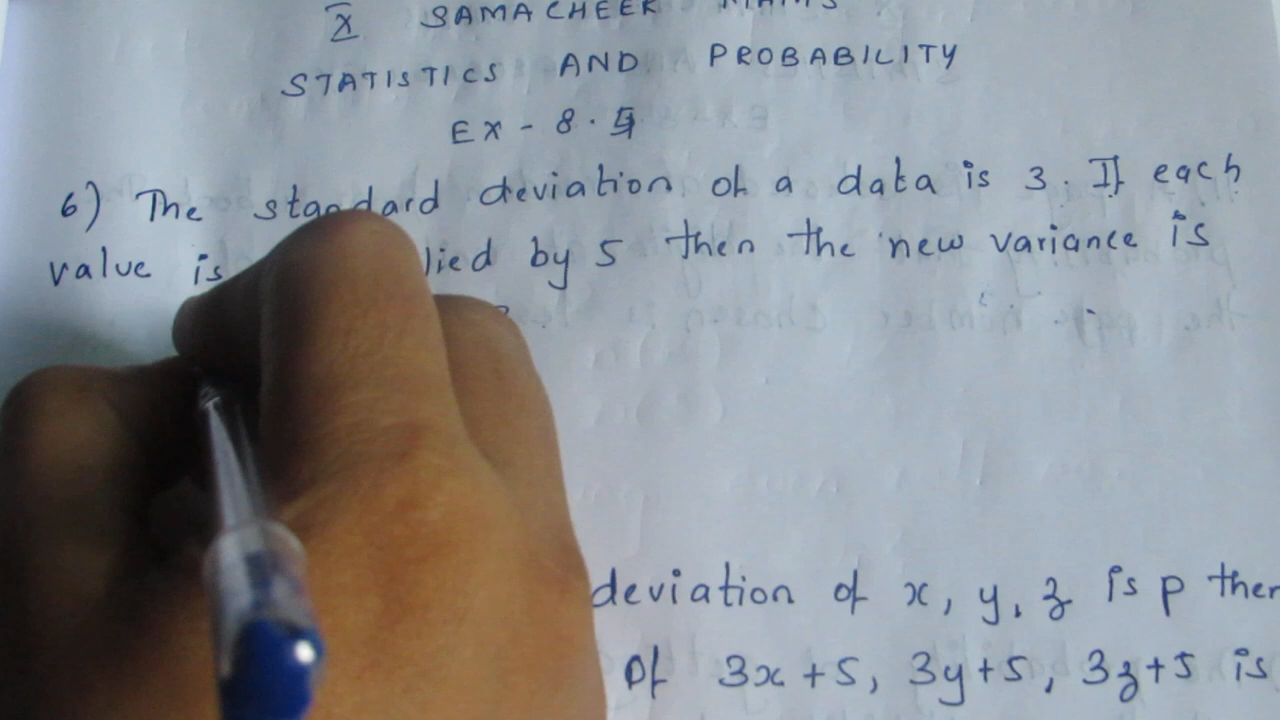 X SAMACHEER MATHS
STATISTICS AND PROBABILITY
EX - 8.5
6) The standard deviation of a data is 3. If each
value is lied by 5 then the new variance is
deviation of x, y, z is p then
of 3x+5, 3y+5, 3z+5 is